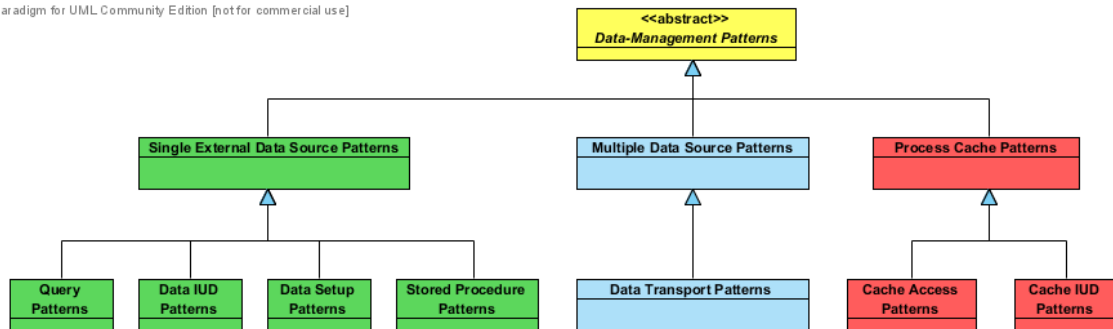 aradigm for UML Community Edition [not for commercial use]
<<abstract>>
Data-Management Patterns
Single External Data Source Patterns
Multiple Data Source Patterns
Process Cache Patterns
Query
Patterns
Data IUD
Patterns
Data Setup
Patterns
Stored Procedure
Patterns
Data Transport Patterns
Cache Access
Patterns
Cache IUD
Patterns